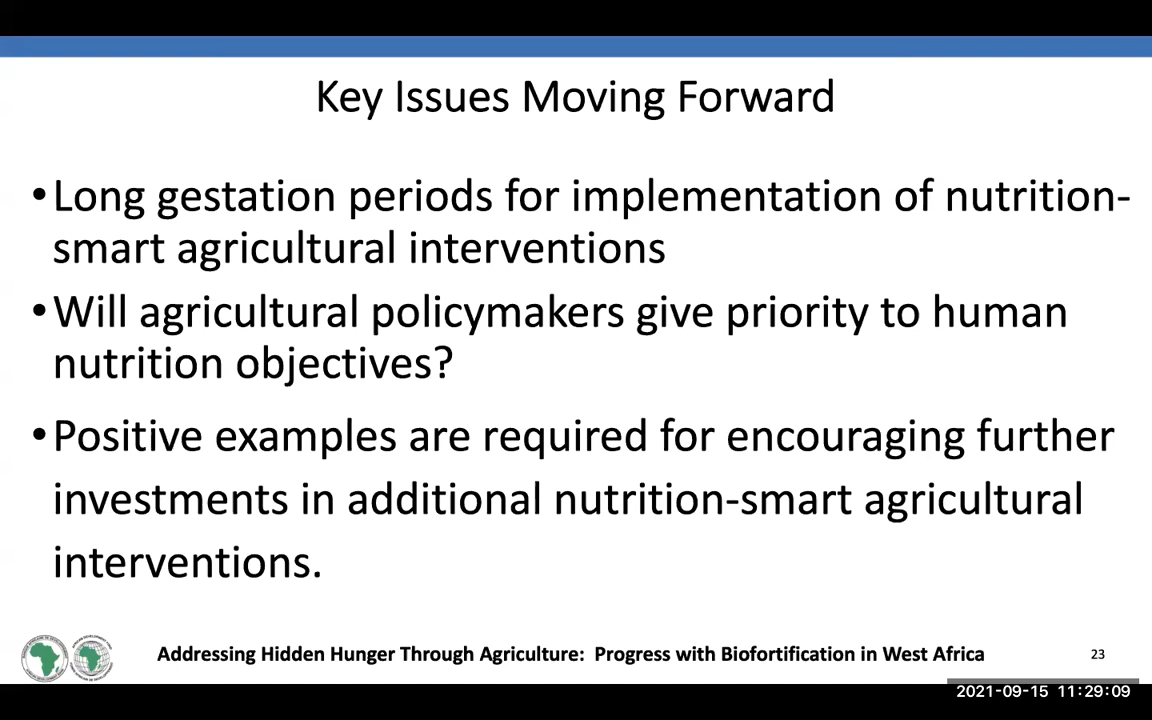 Key Issues Moving Forward
•Long gestation periods for implementation of nutrition-
smart agricultural interventions
•Will agricultural policymakers give priority to human
nutrition objectives?
•Positive examples are required for encouraging further
investments in additional nutrition-smart agricultural
interventions.
Addressing Hidden Hunger Through Agriculture: Progress with Biofortification in West Africa
23
2021-09-15 11:29:09